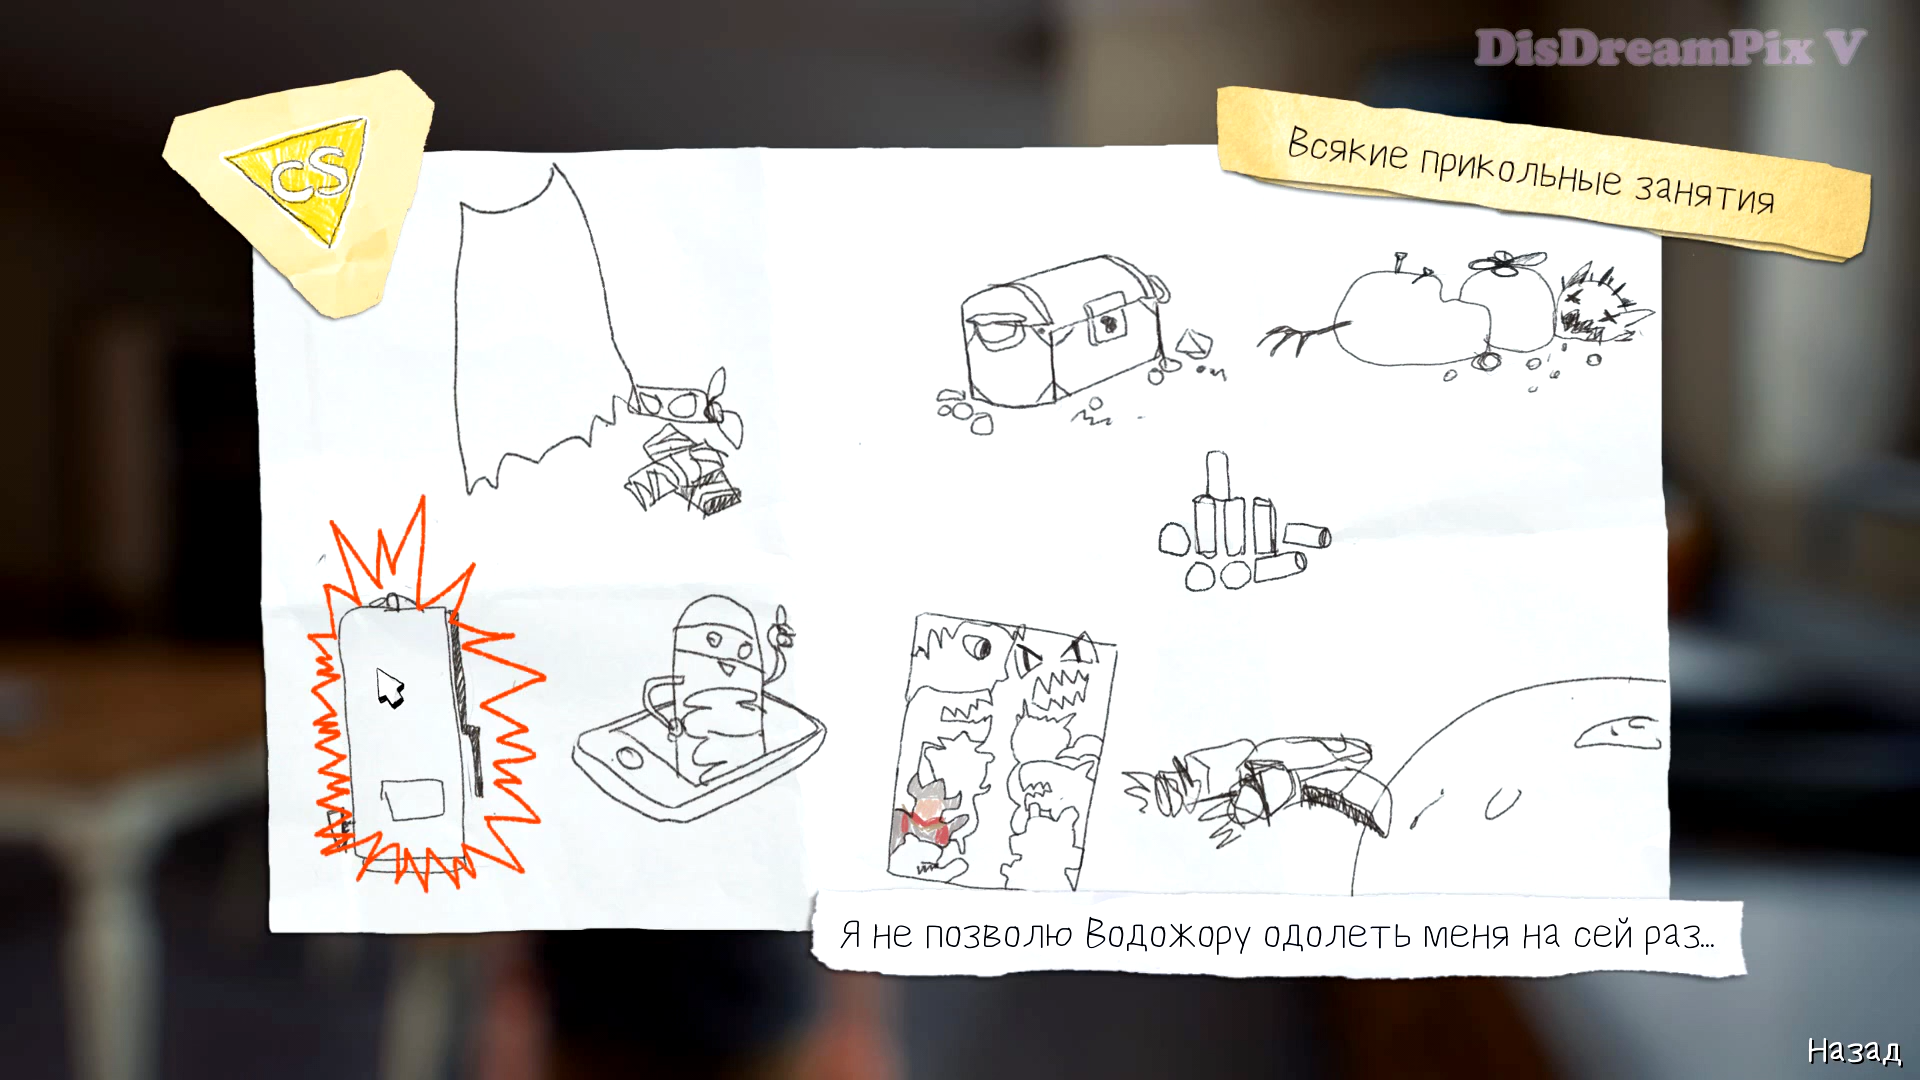 DisDreamPix V
CS
Всякие прикольные занятия
Я не позволю Водожору одолеть меня на сей раз...
Назад